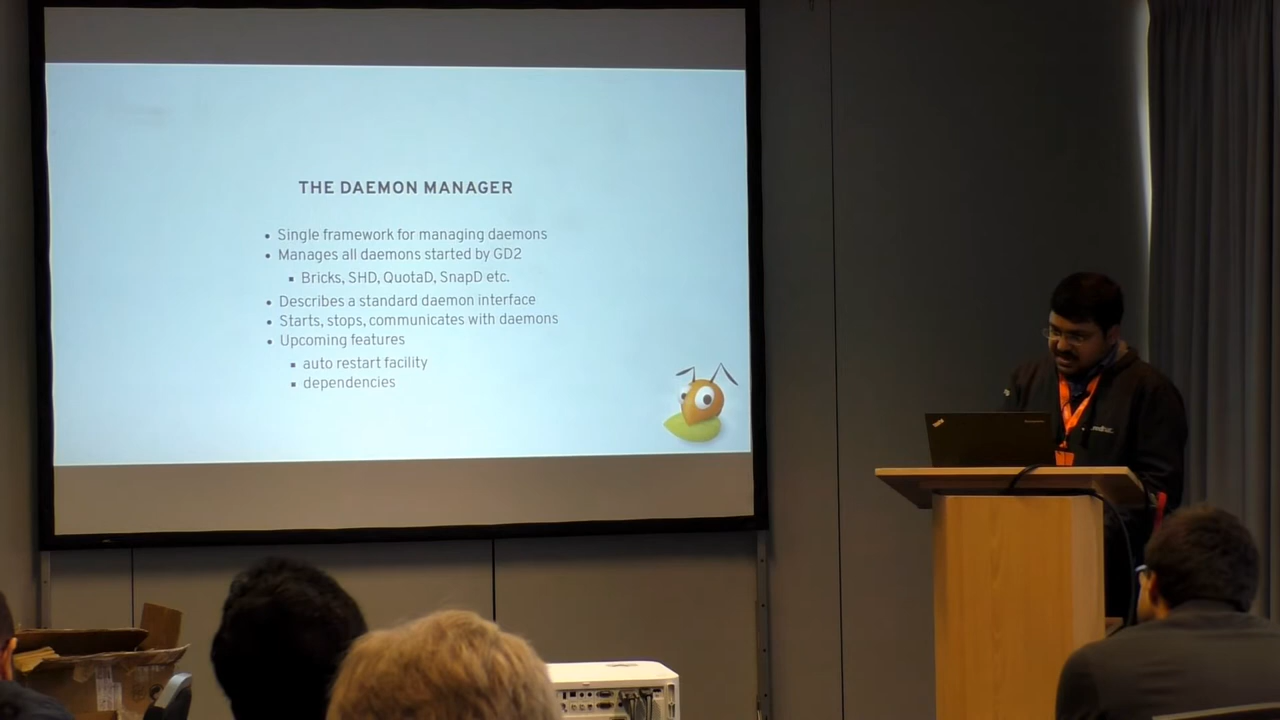 THE DAEMON MANAGER
• Single framework for managing daemons
• Manages all daemons started by GD2
▪ Bricks, SHD, QuotaD, SnapD etc.
• Describes a standard daemon interface
• Starts, stops, communicates with daemons
• Upcoming features
▪ auto restart facility
▪ dependencies